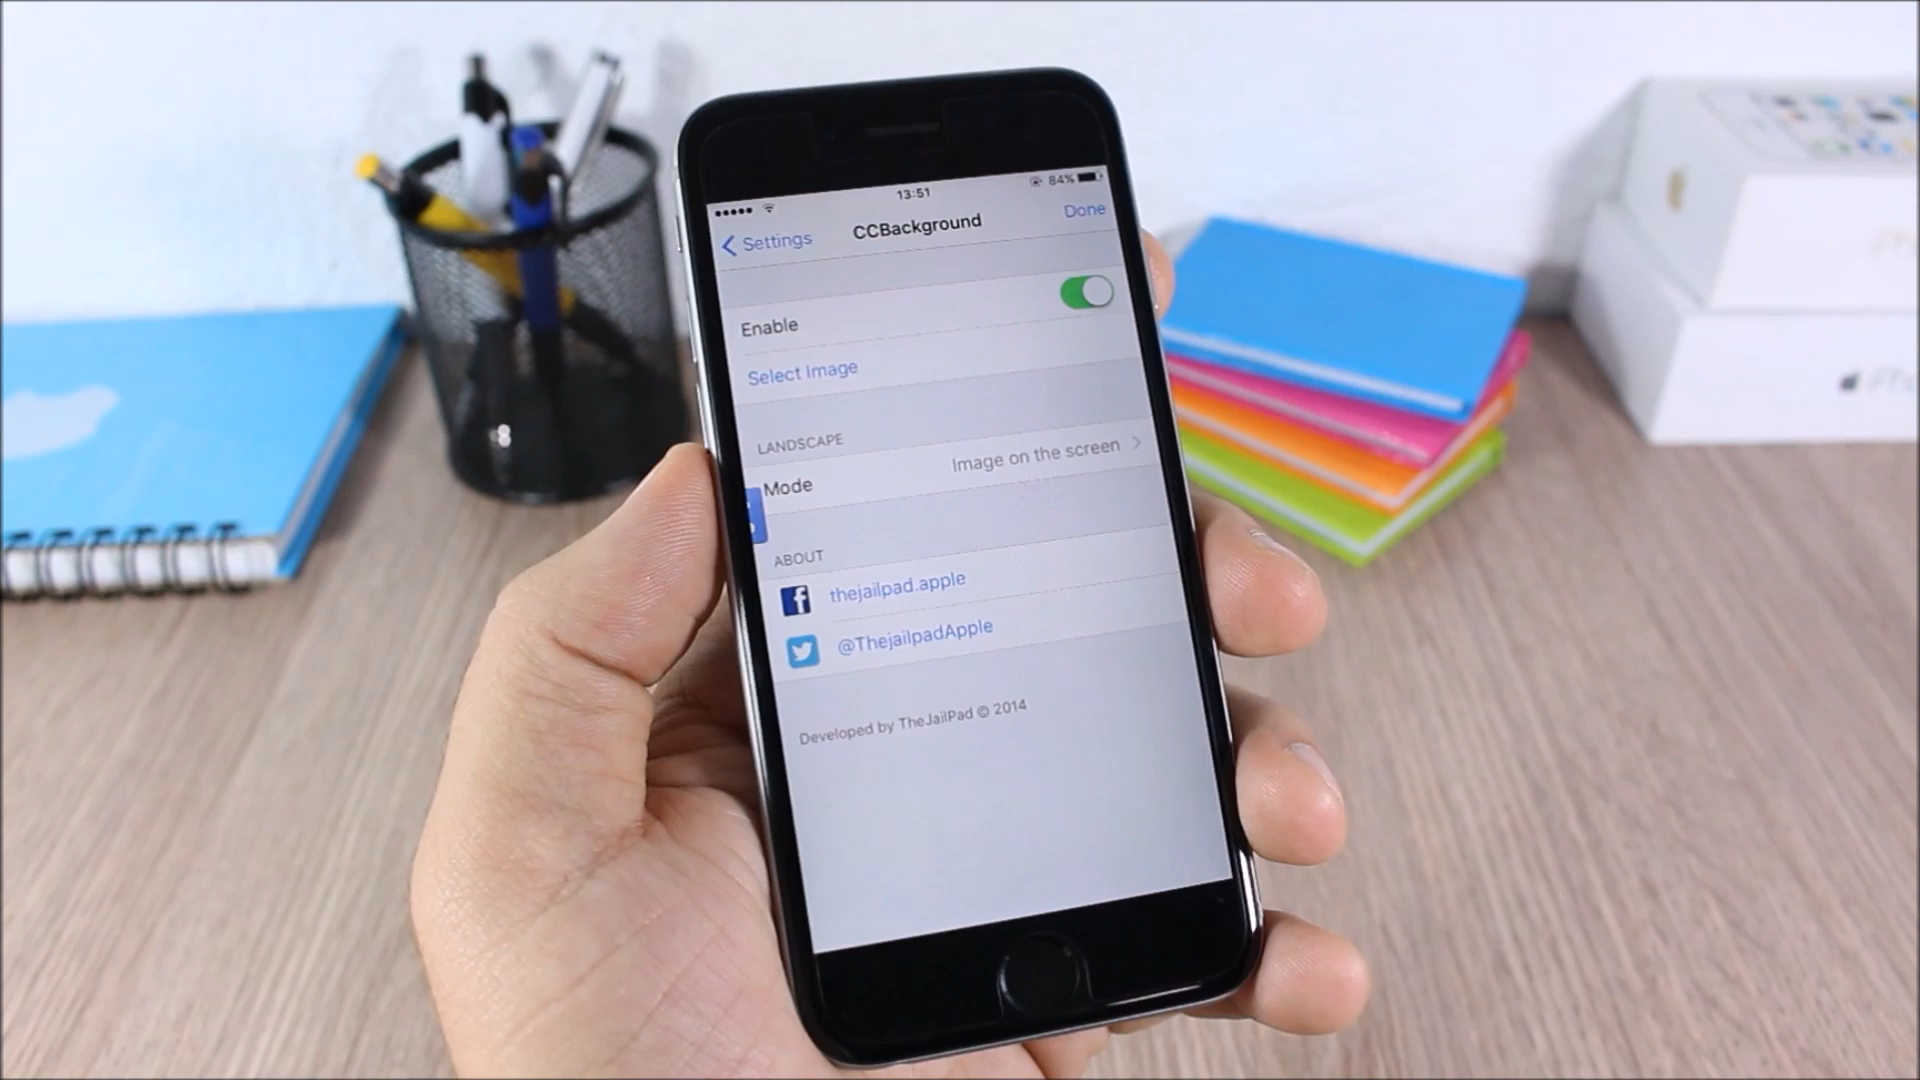 13:51
84%
Settings
CCBackground
Done
Enable
Select Image
LANDSCAPE
Mode
Image on the screen
ABOUT
thejailpad.apple
@ThejailpadApple
Developed by TheJailPad © 2014